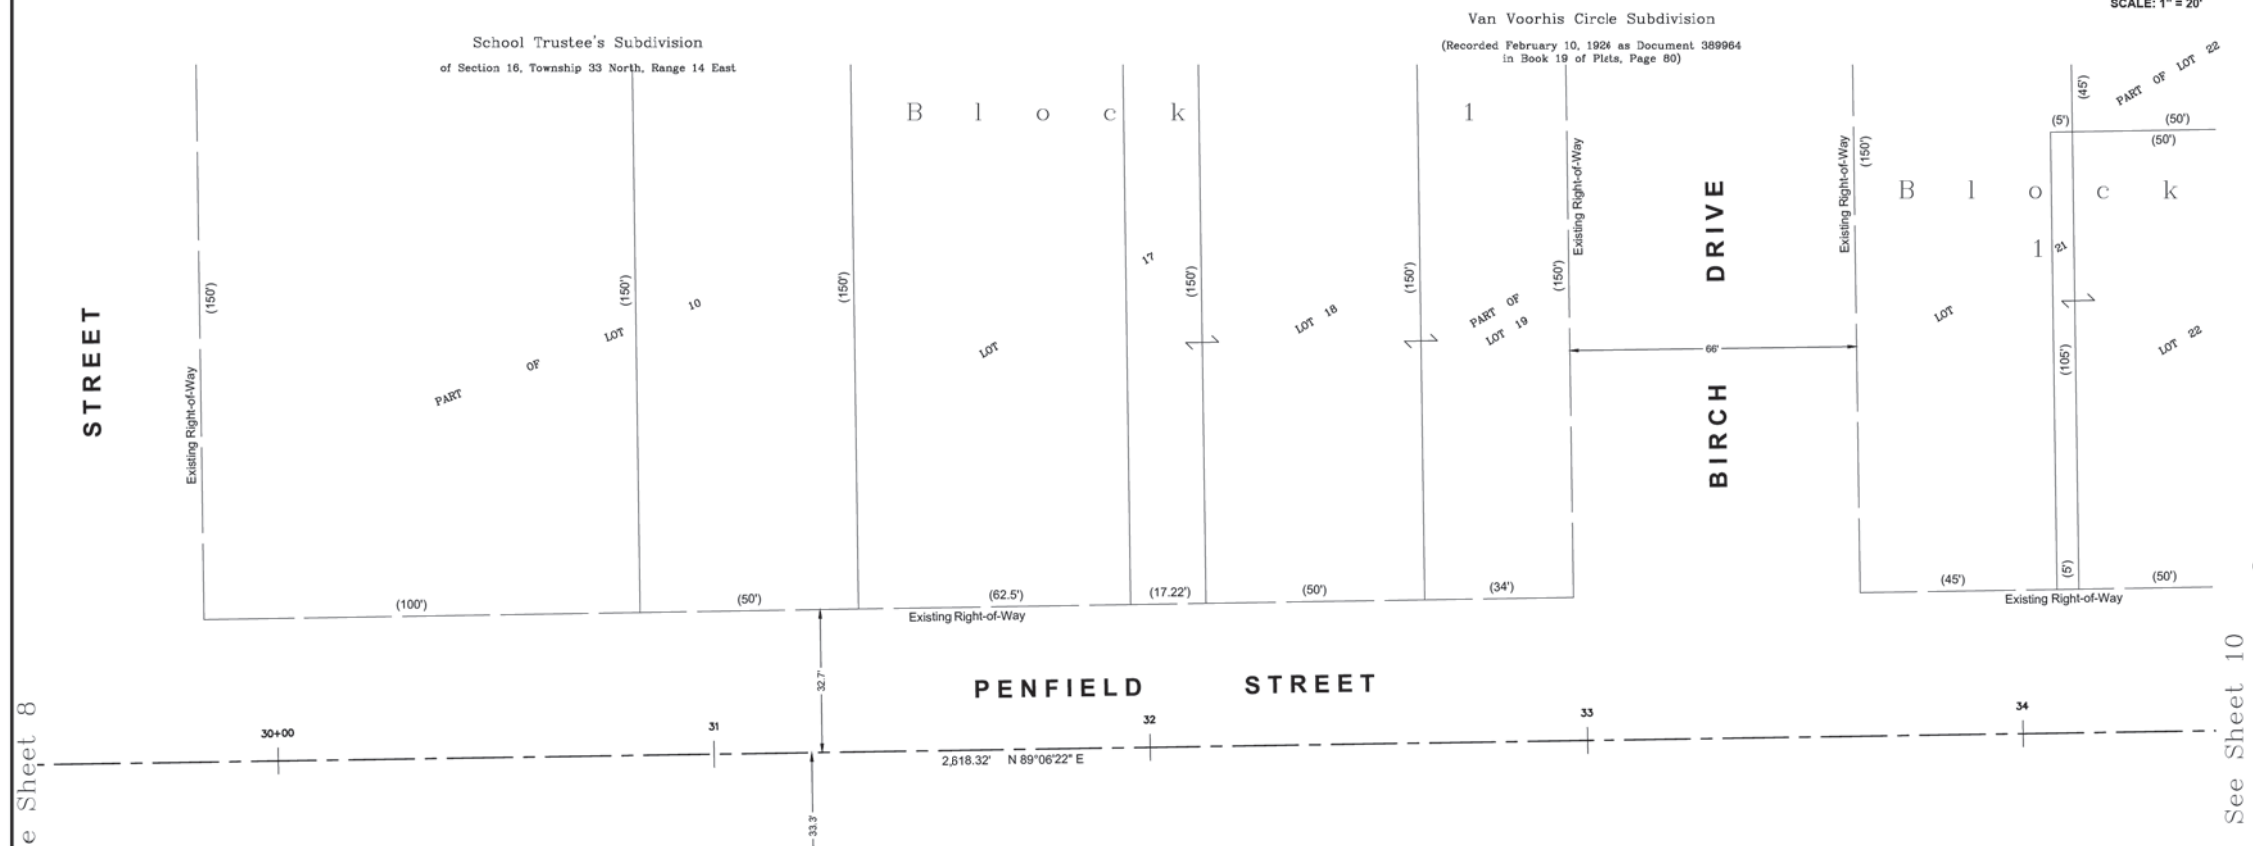 SCALE: 1" = 20'
School Trustee's Subdivision
of Section 16, Township 33 North, Range 14 East
Van Voorhis Circle Subdivision
(Recorded February 10, 1926 as Document 389964
in Book 19 of Plets, Page 80)
Block 1
PART OF LOT 22
(45')
(5')
(50')
(50')
Block
1
21
Existing Right-of-Way
(150')
Existing Right-of-Way
(150')
(150')
(150')
(150')
(150')
(150')
(150')
STREET
Existing Right-of-Way
PART OF LOT 10
LOT 17
LOT 18
PART OF
LOT 19
66'
BIRCH DRIVE
LOT
LOT 22
(105')
(100')
(50')
(62.5')
(17.22')
(50')
(34')
(45')
(5')
(50')
Existing Right-of-Way
Existing Right-of-Way
32.7'
PENFIELD STREET
30+00
31
32
33
34
2,618.32' N 89°06'22" E
33.3'
e Sheet 8
See Sheet 10